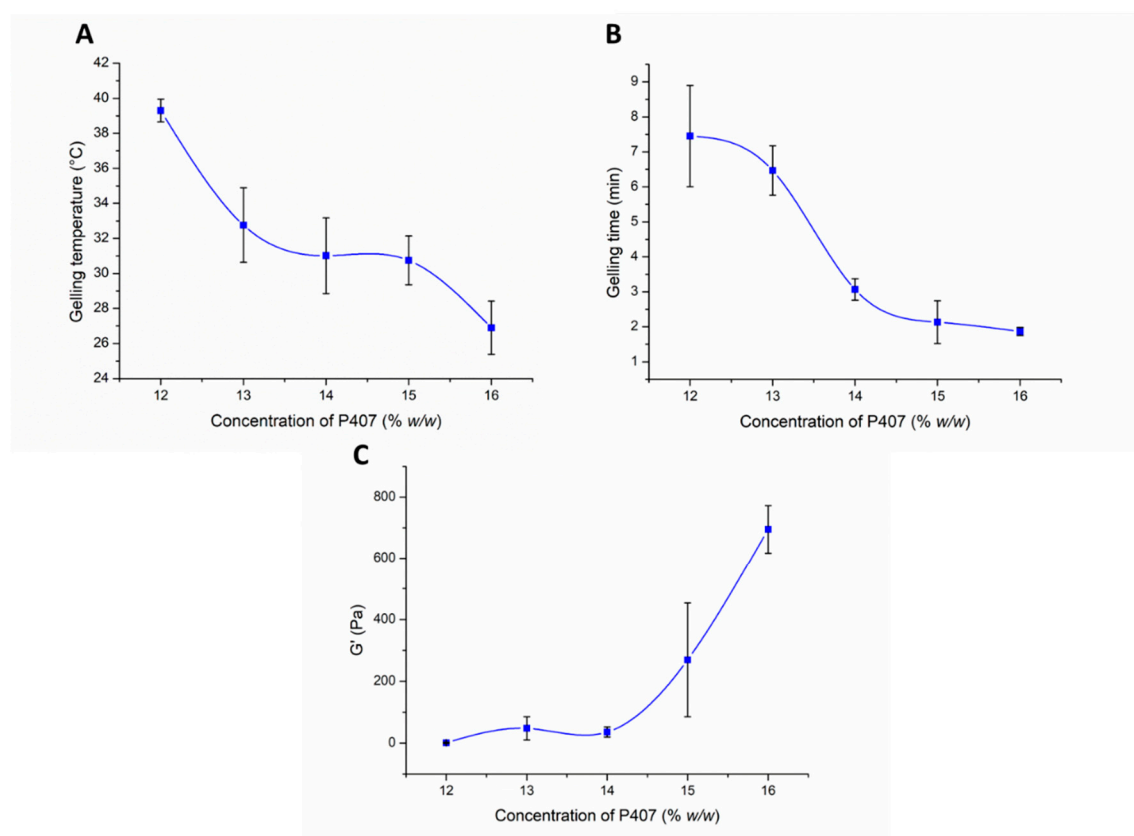 A
42
40
38
36
34
32
30
28
26
24
Gelling temperature (°C)
12 13 14 15 16
Concentration of P407 (% w/w)
B
9
8
7
6
5
4
3
2
1
Gelling time (min)
12 13 14 15 16
Concentration of P407 (% w/w)
C
800
600
400
200
0
G' (Pa)
12 13 14 15 16
Concentration of P407 (% w/w)